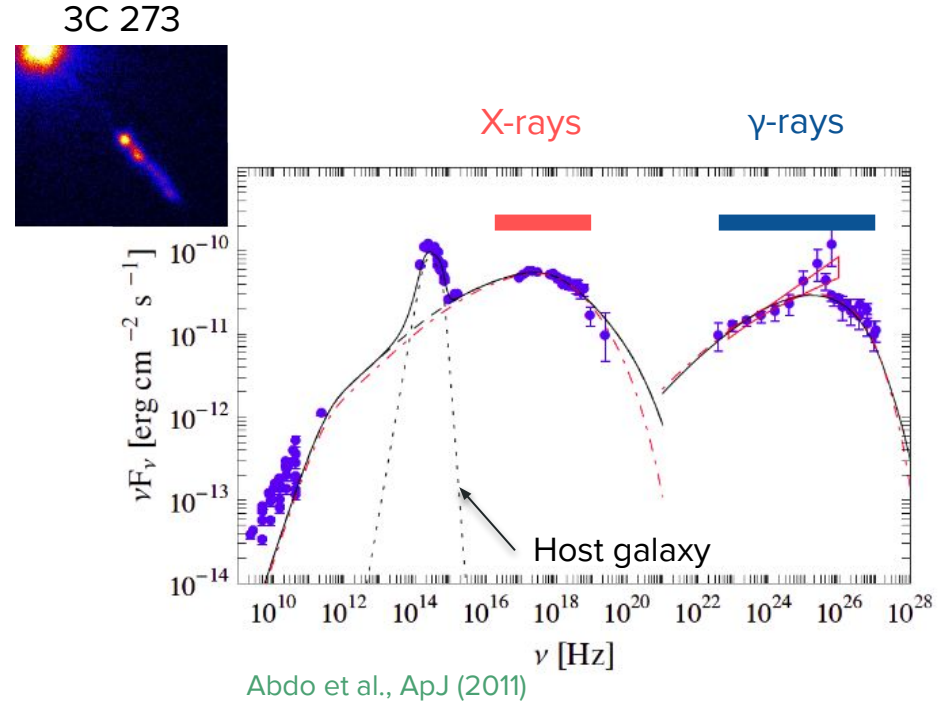 3C 273
X-rays γ-rays
νFν [erg cm⁻² s⁻¹]
10⁻¹⁰
10⁻¹¹
10⁻¹²
10⁻¹³
10⁻¹⁴
Host galaxy
10¹⁰ 10¹² 10¹⁴ 10¹⁶ 10¹⁸ 10²⁰ 10²² 10²⁴ 10²⁶ 10²⁸
ν [Hz]
Abdo et al., ApJ (2011)